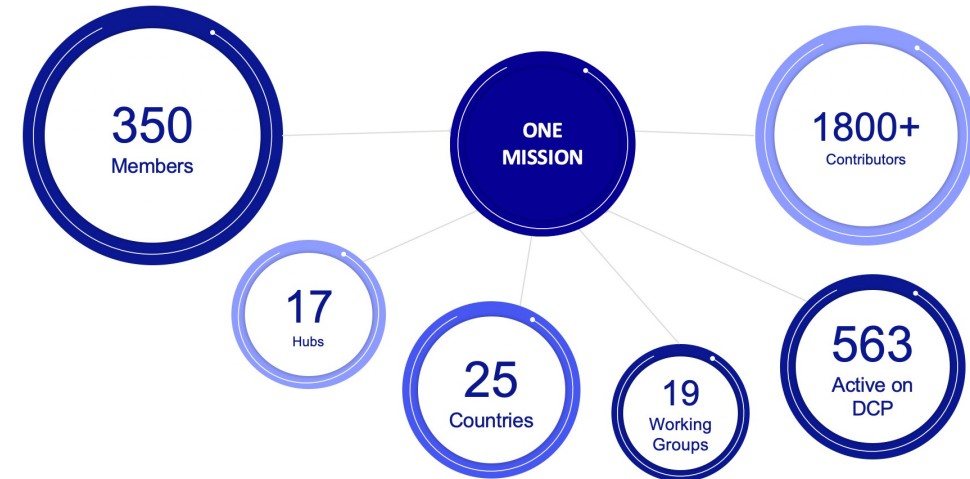 350
Members
ONE
MISSION
1800+
Contributors
17
Hubs
25
Countries
19
Working
Groups
563
Active on
DCP